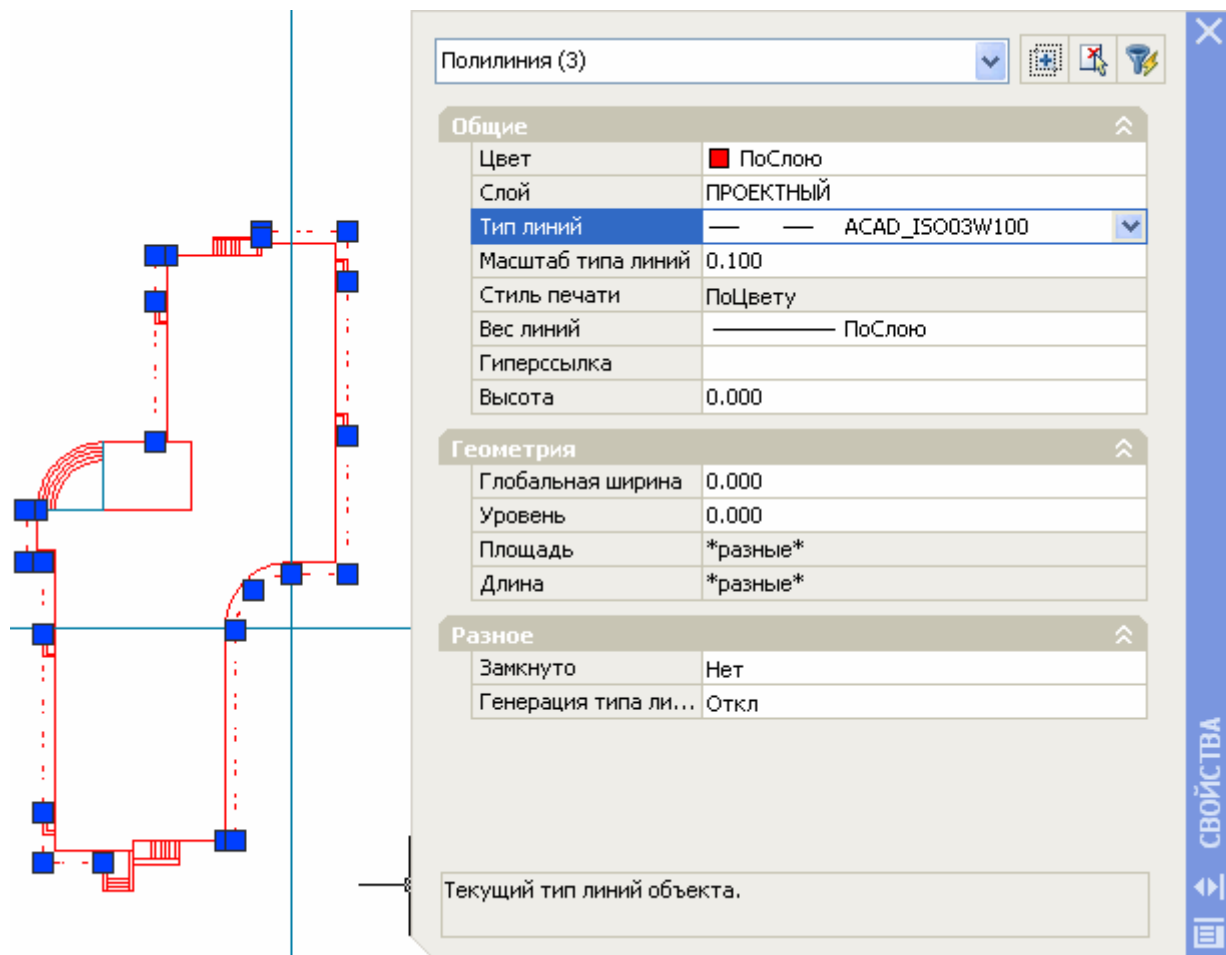 Полилиния (3)
Общие
Цвет ПоСлою
Слой ПРОЕКТНЫЙ
Тип линий ACAD_ISO03W100
Масштаб типа линий 0.100
Стиль печати ПоЦвету
Вес линий ПоСлою
Гиперссылка
Высота 0.000
Геометрия
Глобальная ширина 0.000
Уровень 0.000
Площадь *разные*
Длина *разные*
Разное
Замкнуто Нет
Генерация типа ли... Откл
Текущий тип линий объекта.
СВОЙСТВА